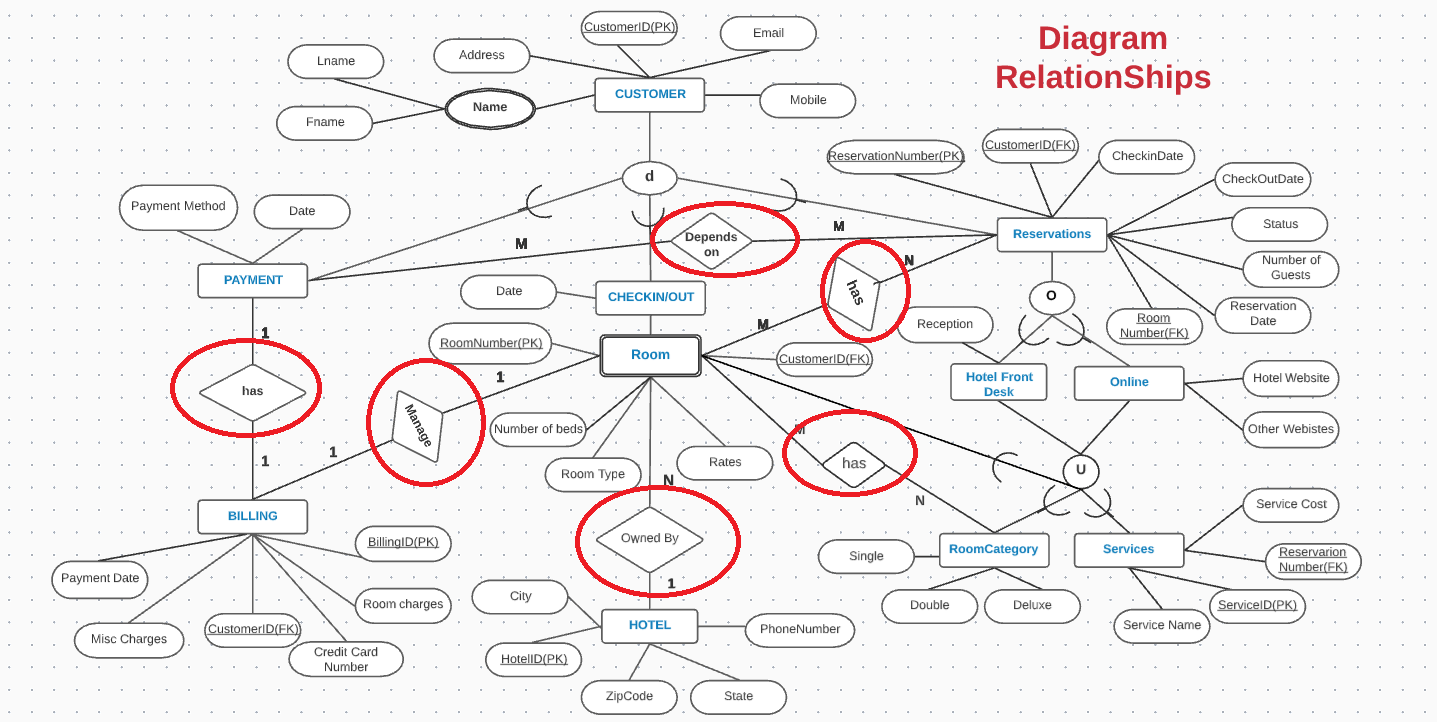 Diagram
RelationShips
CustomerID(PK)
Email
Address
Lname
CUSTOMER
Name
Mobile
Fname
ReservationNumber(PK)
CustomerID(FK)
CheckinDate
d
CheckOutDate
Payment Method
Date
Status
M
Depends
on
M
Reservations
N
Number of
Guests
PAYMENT
Date
CHECKIN/OUT
has
O
Reception
Room
Number(FK)
Reservation
Date
1
RoomNumber(PK)
M
Room
CustomerID(FK)
1
has
Manage
Hotel Front
Desk
Online
Hotel Website
Number of beds
M
Other Webistes
1
1
Room Type
Rates
has
U
N
N
BILLING
Service Cost
BillingID(PK)
Owned By
Single
RoomCategory
Services
Reservarion
Number(FK)
Payment Date
1
City
Room charges
Double
Deluxe
ServiceID(PK)
Misc Charges
CustomerID(FK)
HOTEL
PhoneNumber
Service Name
Credit Card
Number
HotelID(PK)
ZipCode
State